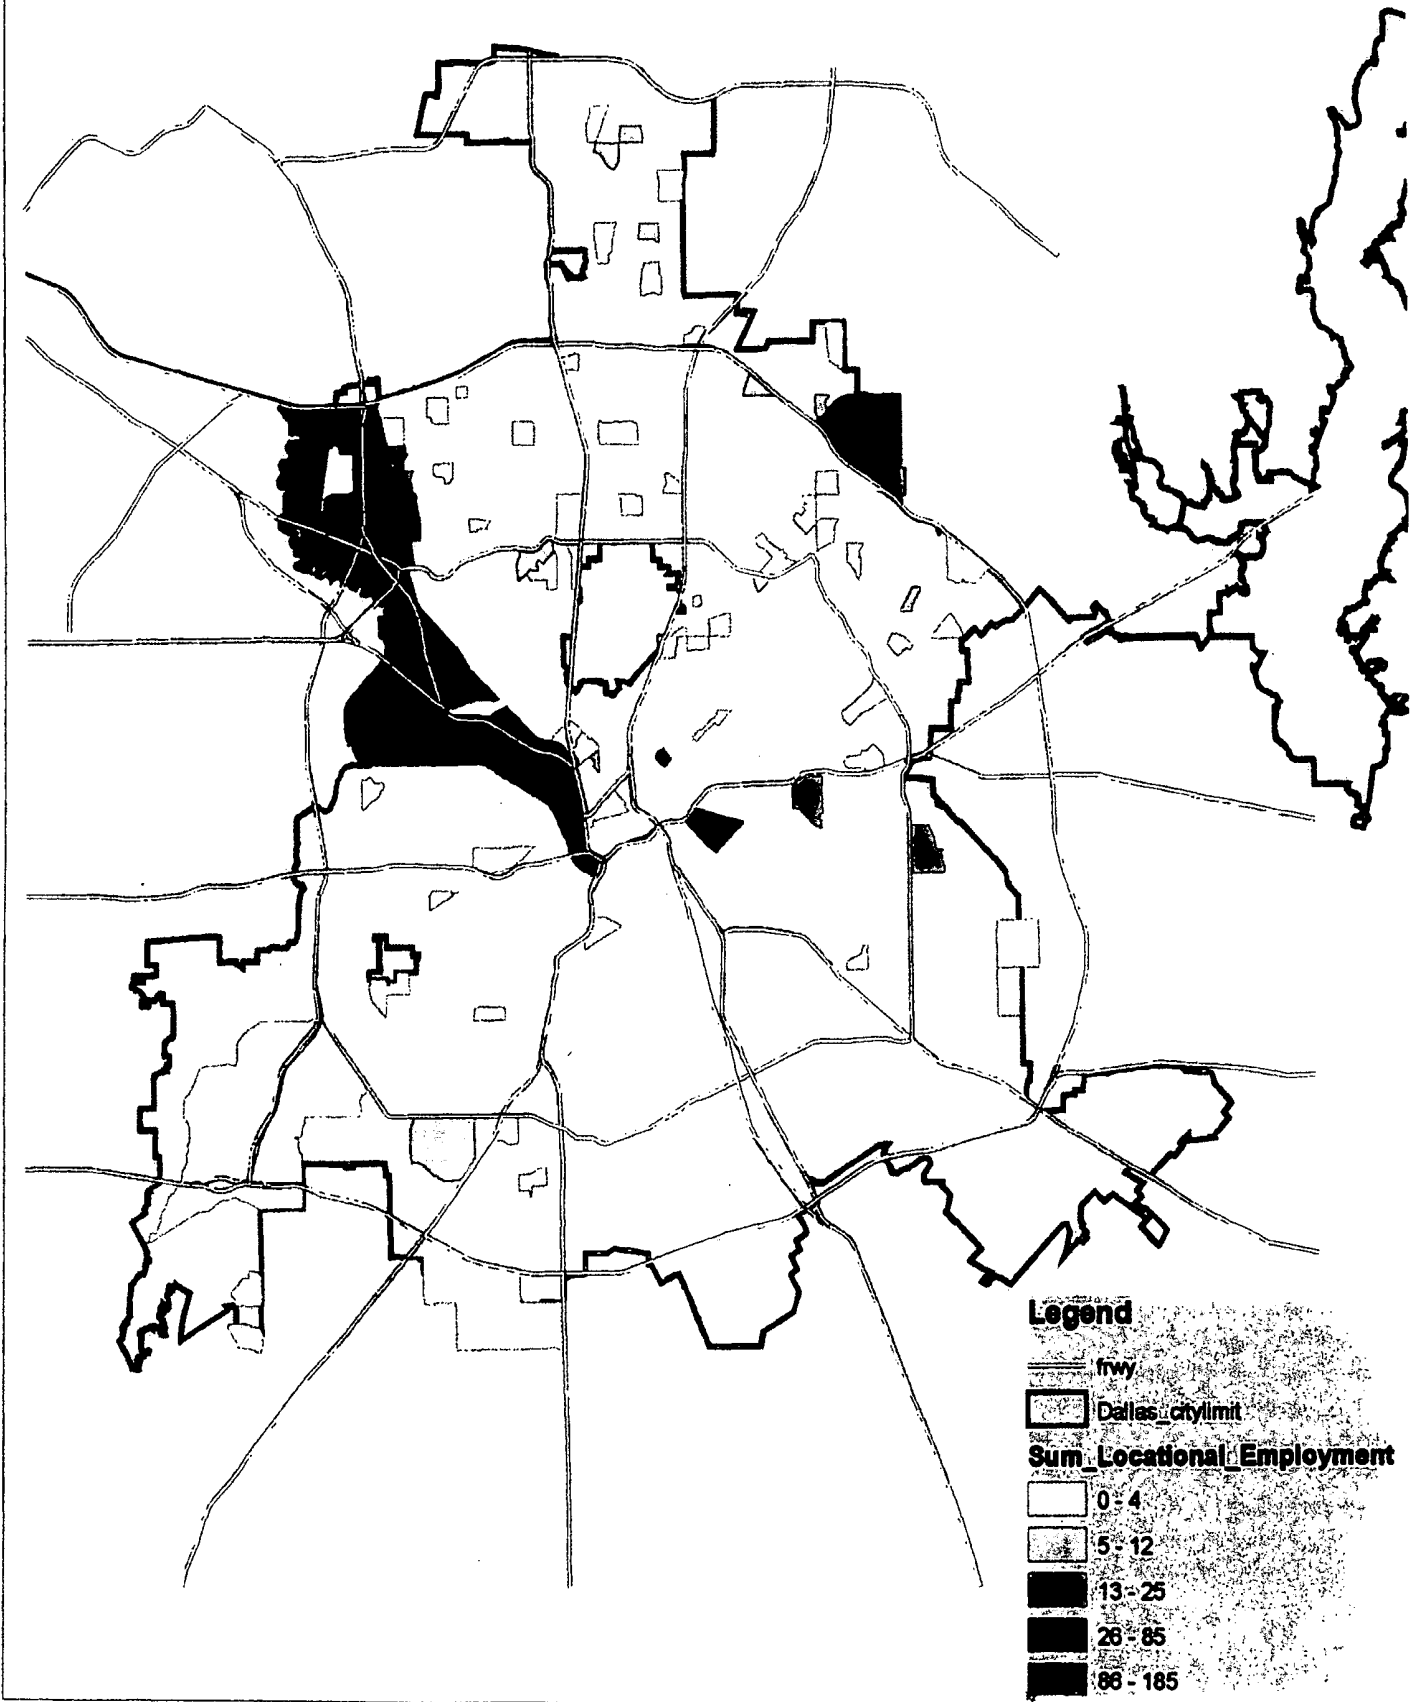 Legend
frwy
Dallas_citylimit
Sum_Locational_Employment
0 - 4
5 - 12
13 - 25
26 - 85
86 - 185